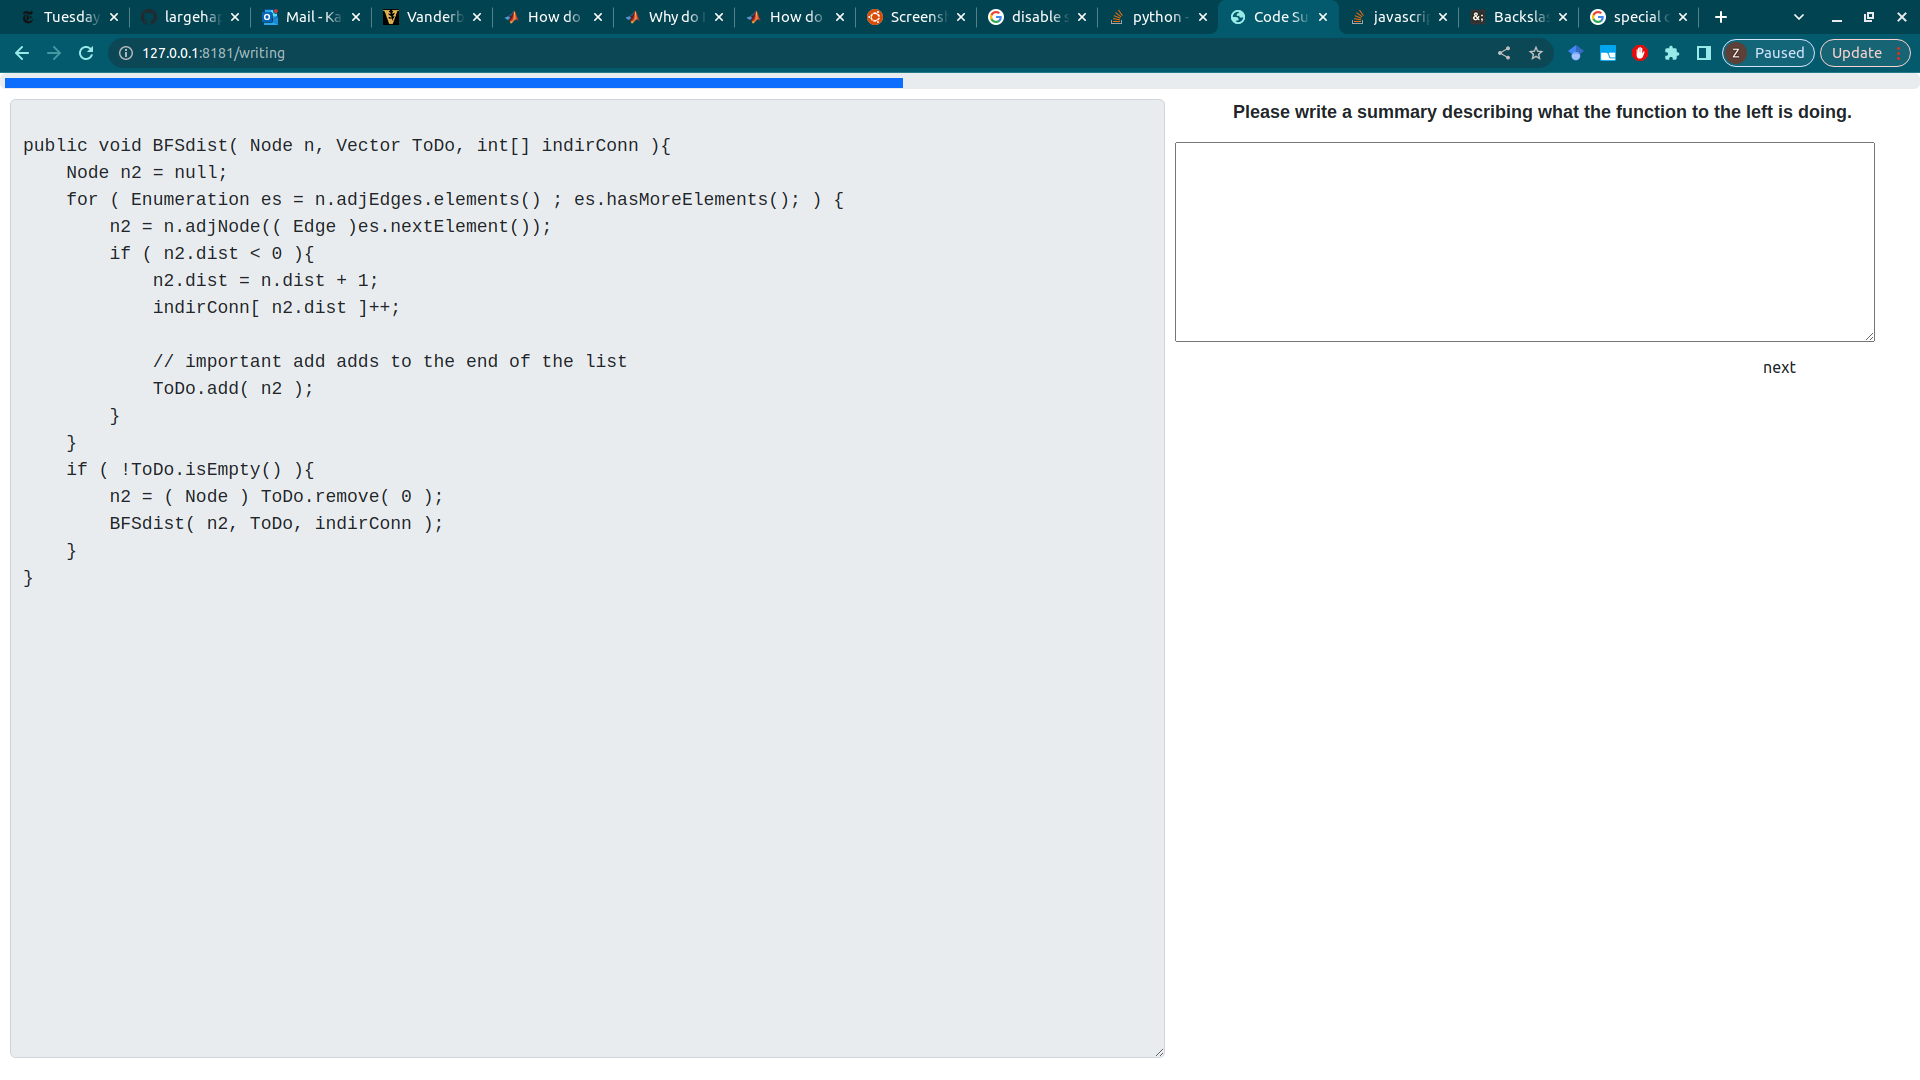 Tuesday
largehap
Mail - Ka
Vanderb
How do
Why do
How do
Screens
disable s
python -
Code Su
javascrip
Backsla
special c
127.0.0.1:8181/writing
Z Paused
Update
Please write a summary describing what the function to the left is doing.
public void BFSdist( Node n, Vector ToDo, int[] indirConn ){
    Node n2 = null;
    for ( Enumeration es = n.adjEdges.elements() ; es.hasMoreElements(); ) {
        n2 = n.adjNode(( Edge )es.nextElement());
        if ( n2.dist < 0 ){
            n2.dist = n.dist + 1;
            indirConn[ n2.dist ]++;
            // important add adds to the end of the list
            ToDo.add( n2 );
        }
    }
    if ( !ToDo.isEmpty() ){
        n2 = ( Node ) ToDo.remove( 0 );
        BFSdist( n2, ToDo, indirConn );
    }
}
next